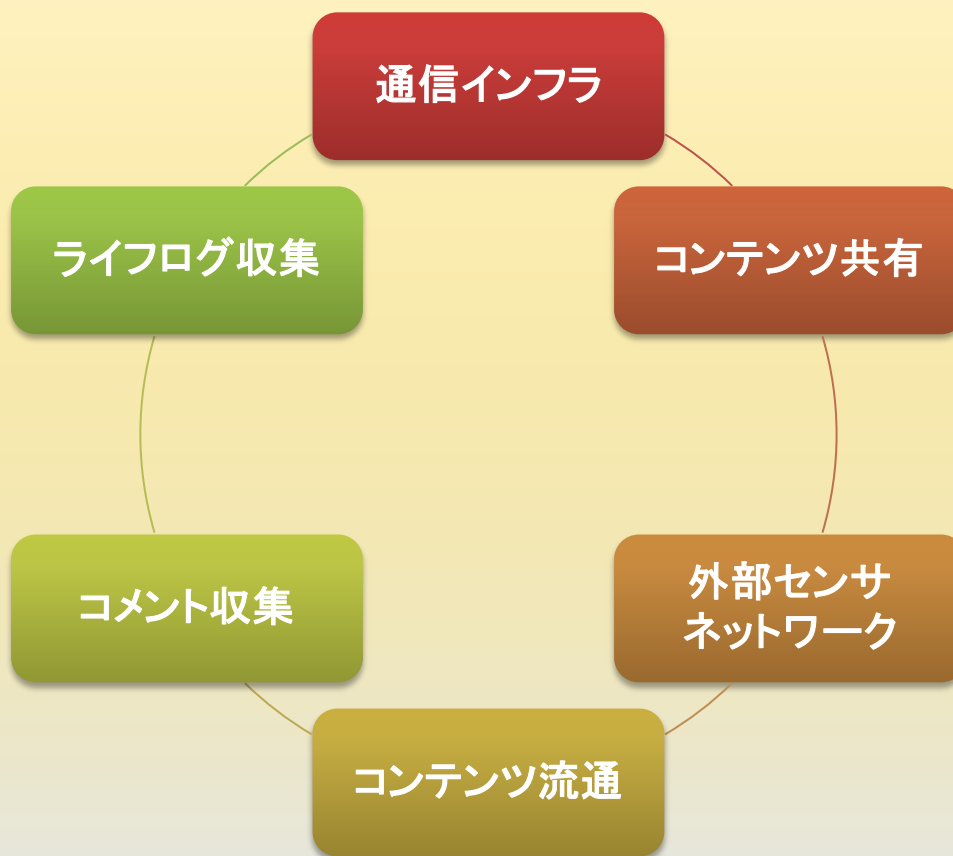 通信インフラ
ライフログ収集
コンテンツ共有
コメント収集
外部センサ
ネットワーク
コンテンツ流通